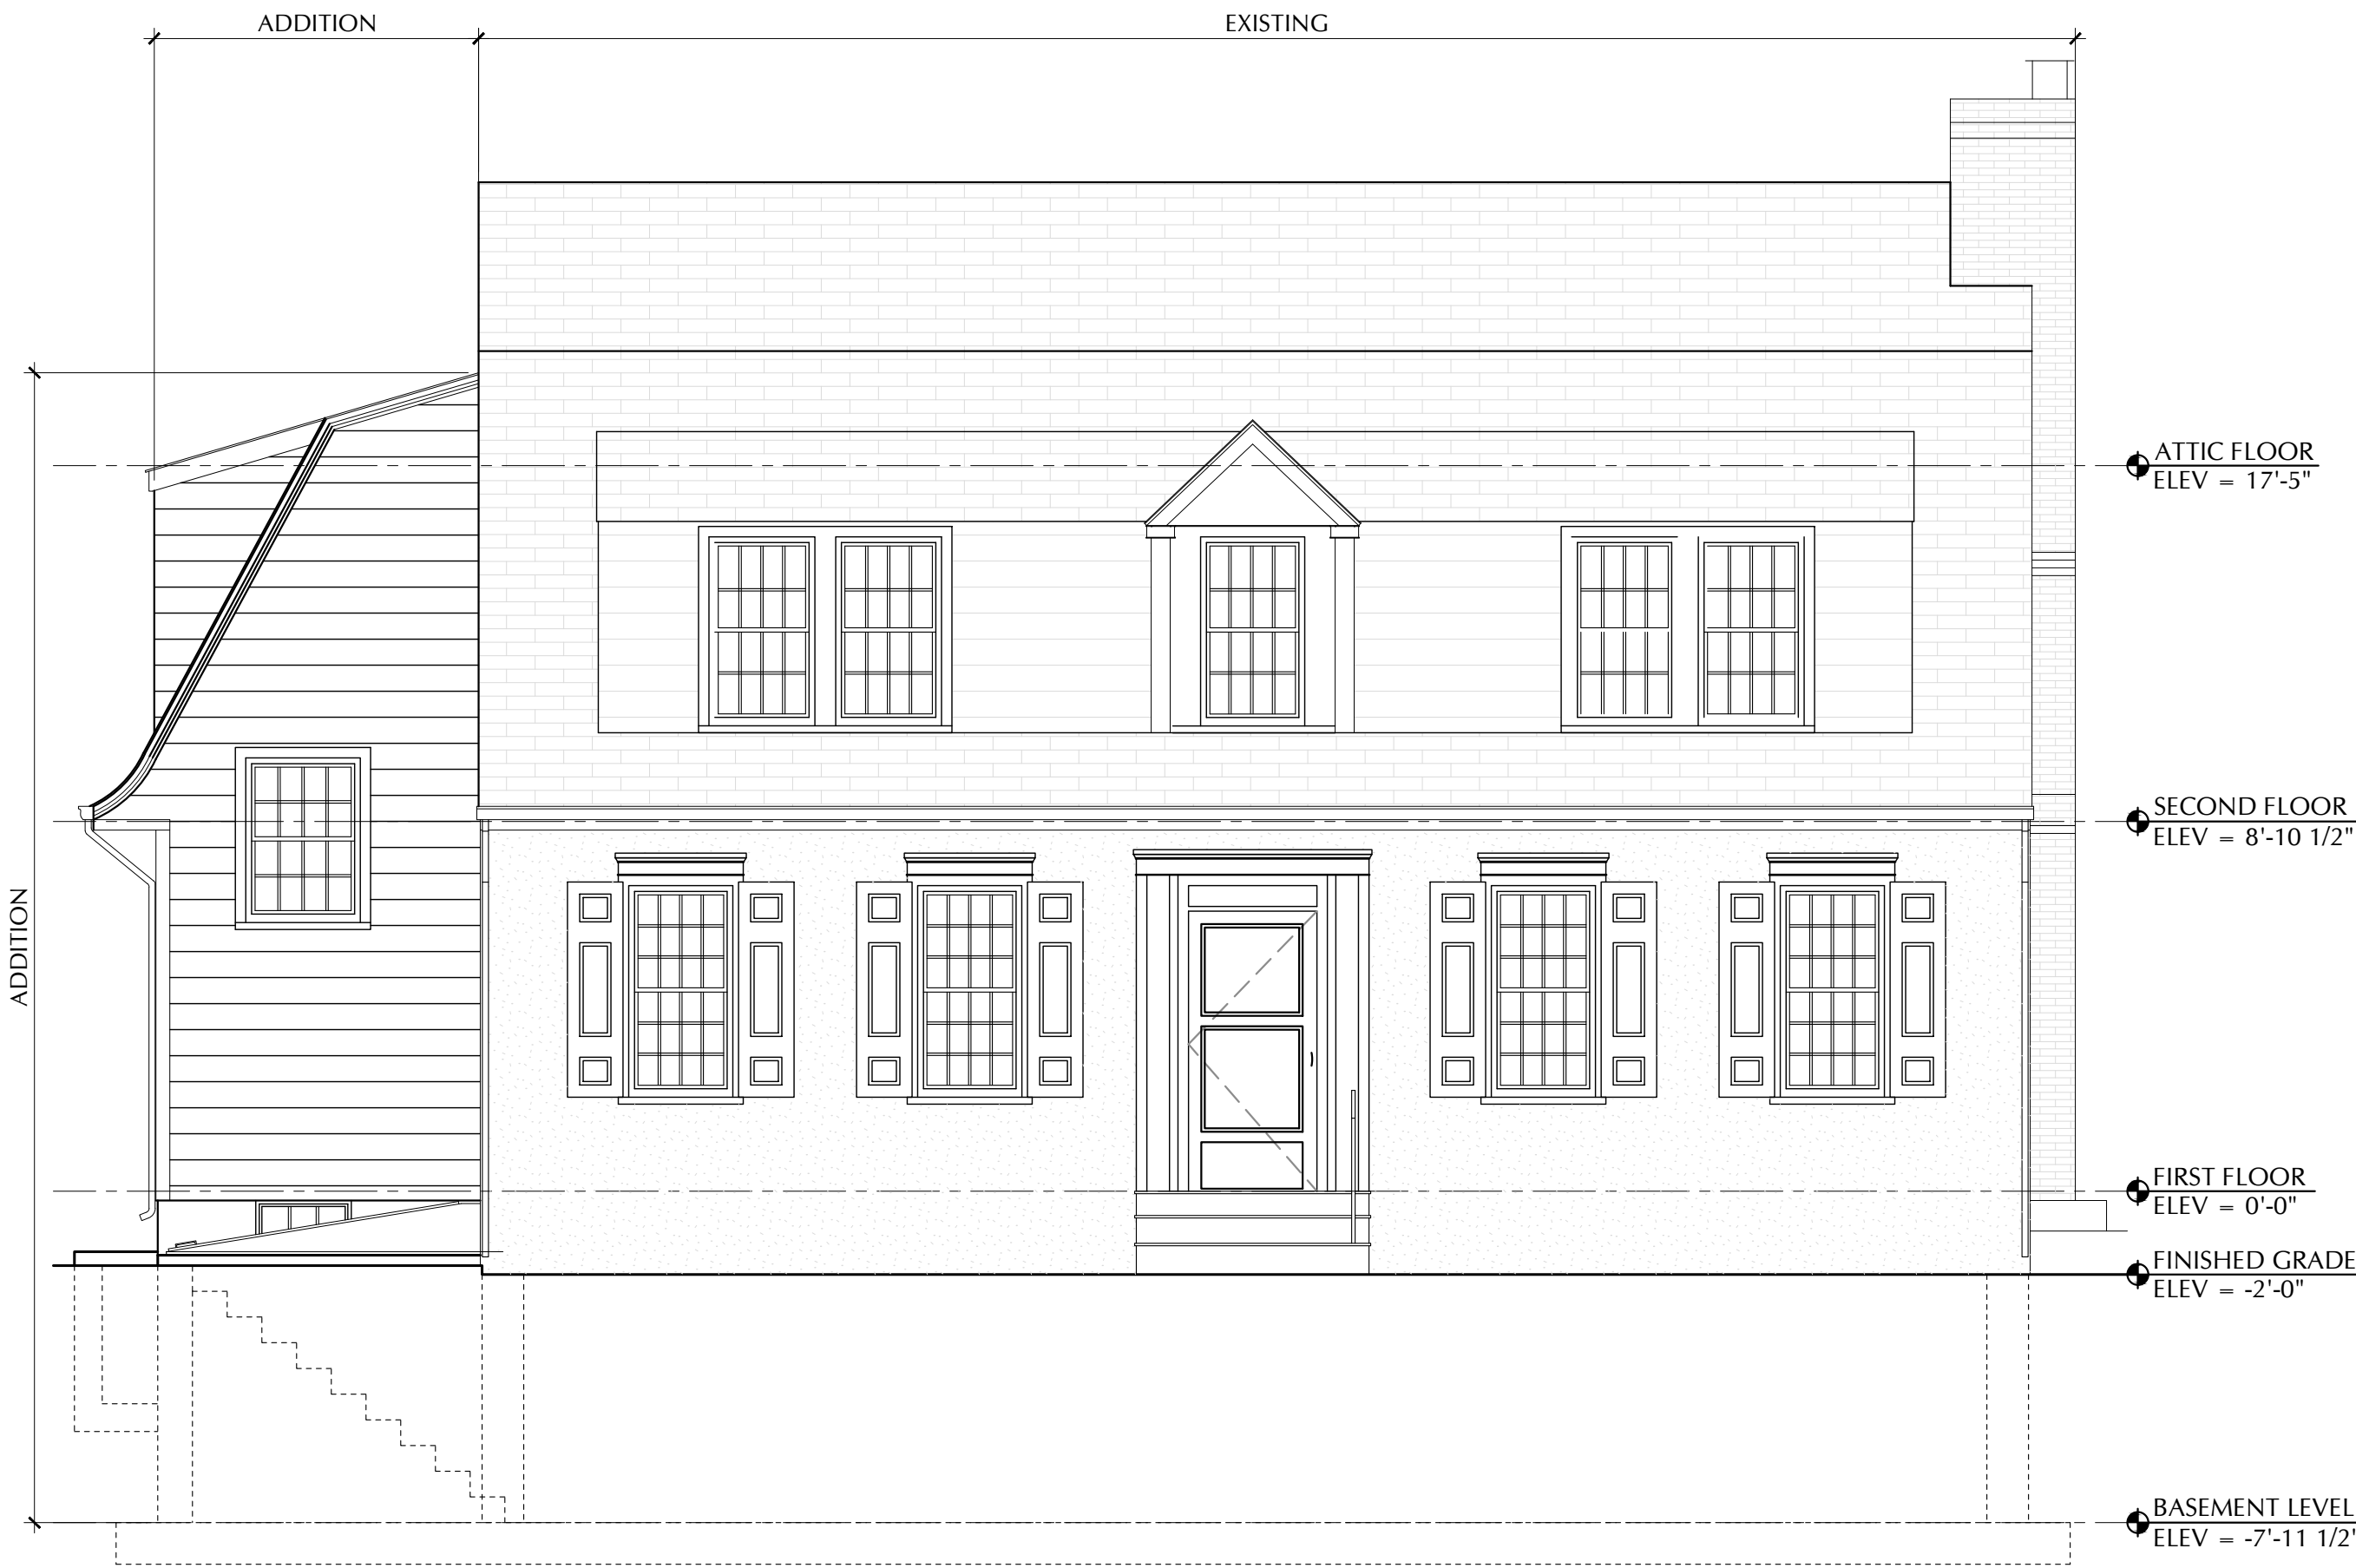 ADDITION
EXISTING
ATTIC FLOOR
ELEV = 17'-5"
SECOND FLOOR
ELEV = 8'-10 1/2"
ADDITION
FIRST FLOOR
ELEV = 0'-0"
FINISHED GRADE
ELEV = -2'-0"
BASEMENT LEVEL
ELEV = -7'-11 1/2"